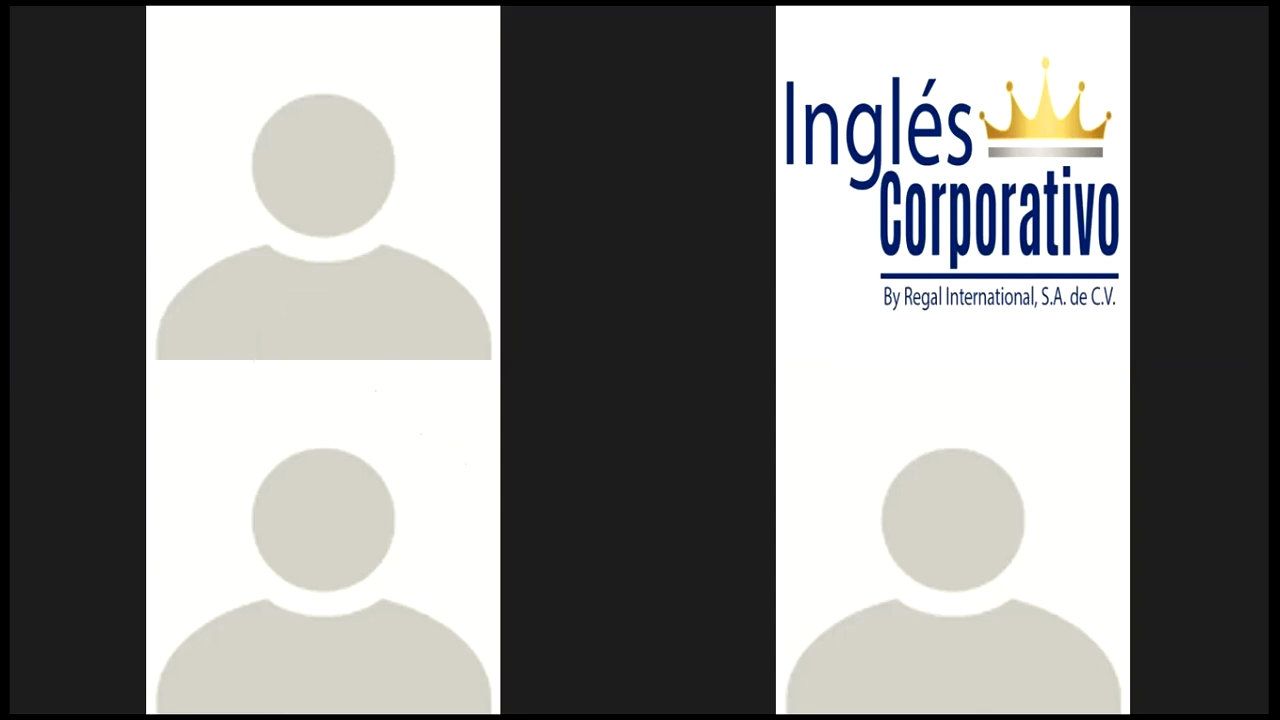 Inglés
Corporativo
By Regal International, S.A. de C.V.